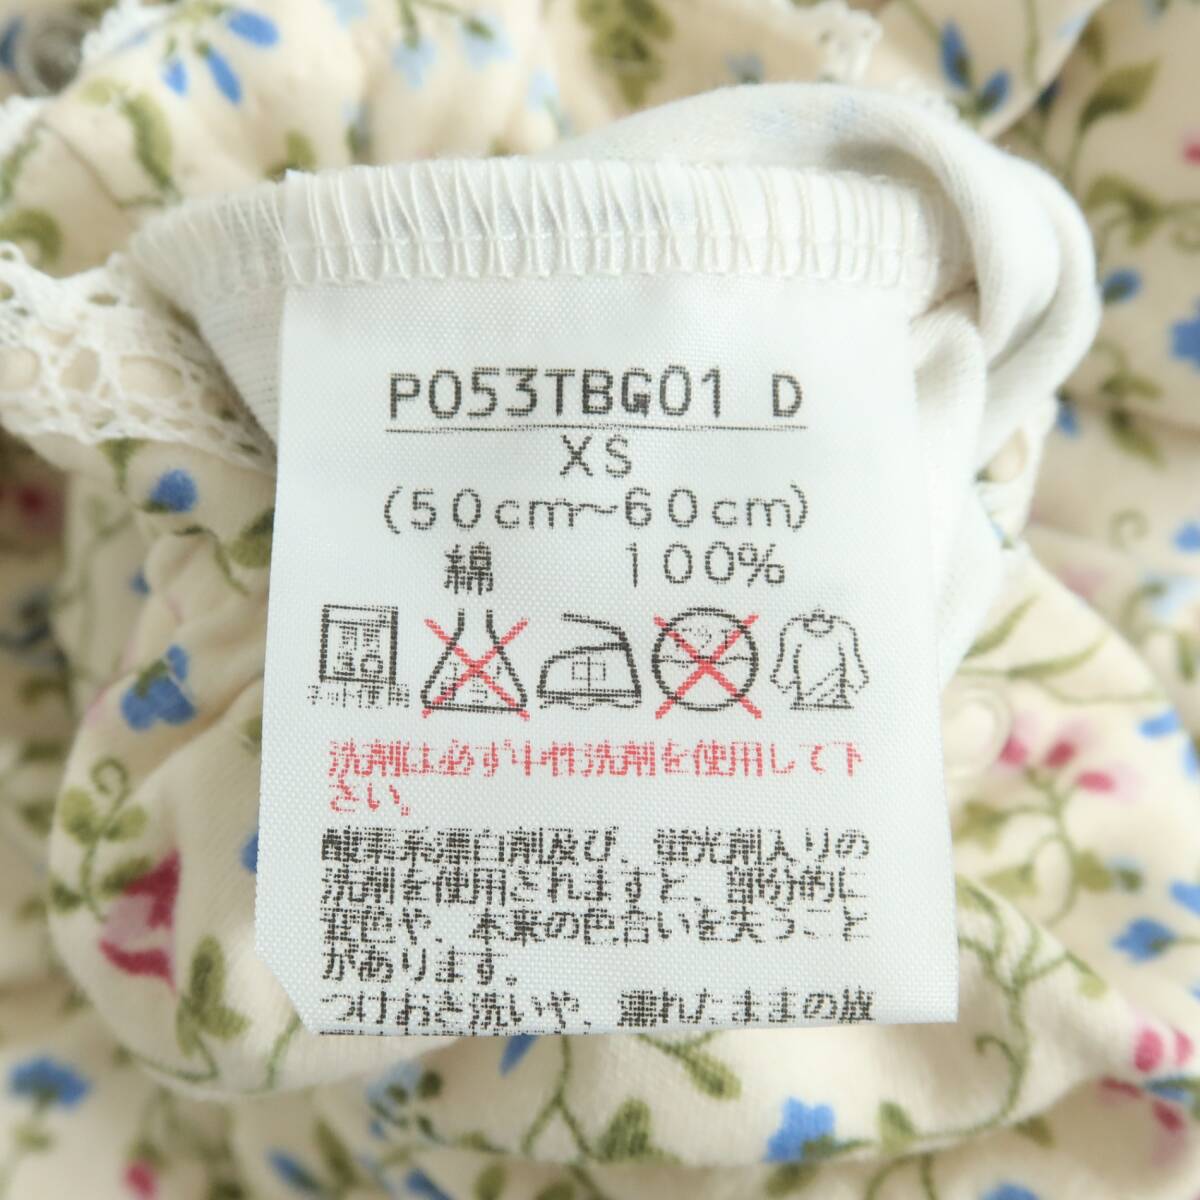 P053TBG01 D
XS
(50cm～60cm)
綿 100%
40
ネット使用
中
洗剤は必ず中性洗剤を使用して下
さい。
酸素系漂白剤及び、蛍光剤入りの
洗剤を使用されますと、部分的に
変色や、本来の色合いを失うこと
があります。
つけおき洗いや、濡れたままの放